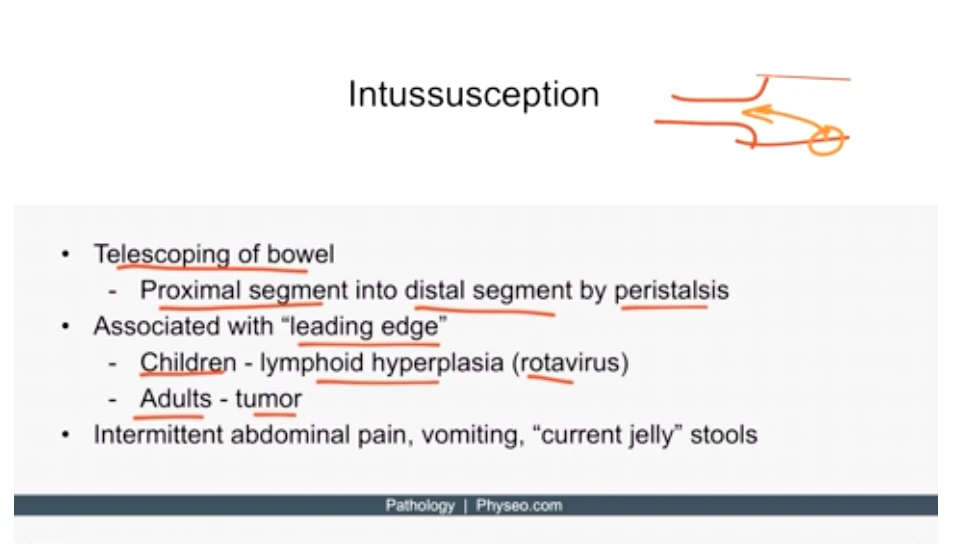 Intussusception
• Telescoping of bowel
- Proximal segment into distal segment by peristalsis
• Associated with “leading edge”
- Children - lymphoid hyperplasia (rotavirus)
- Adults - tumor
• Intermittent abdominal pain, vomiting, “current jelly” stools
Pathology | Physeo.com